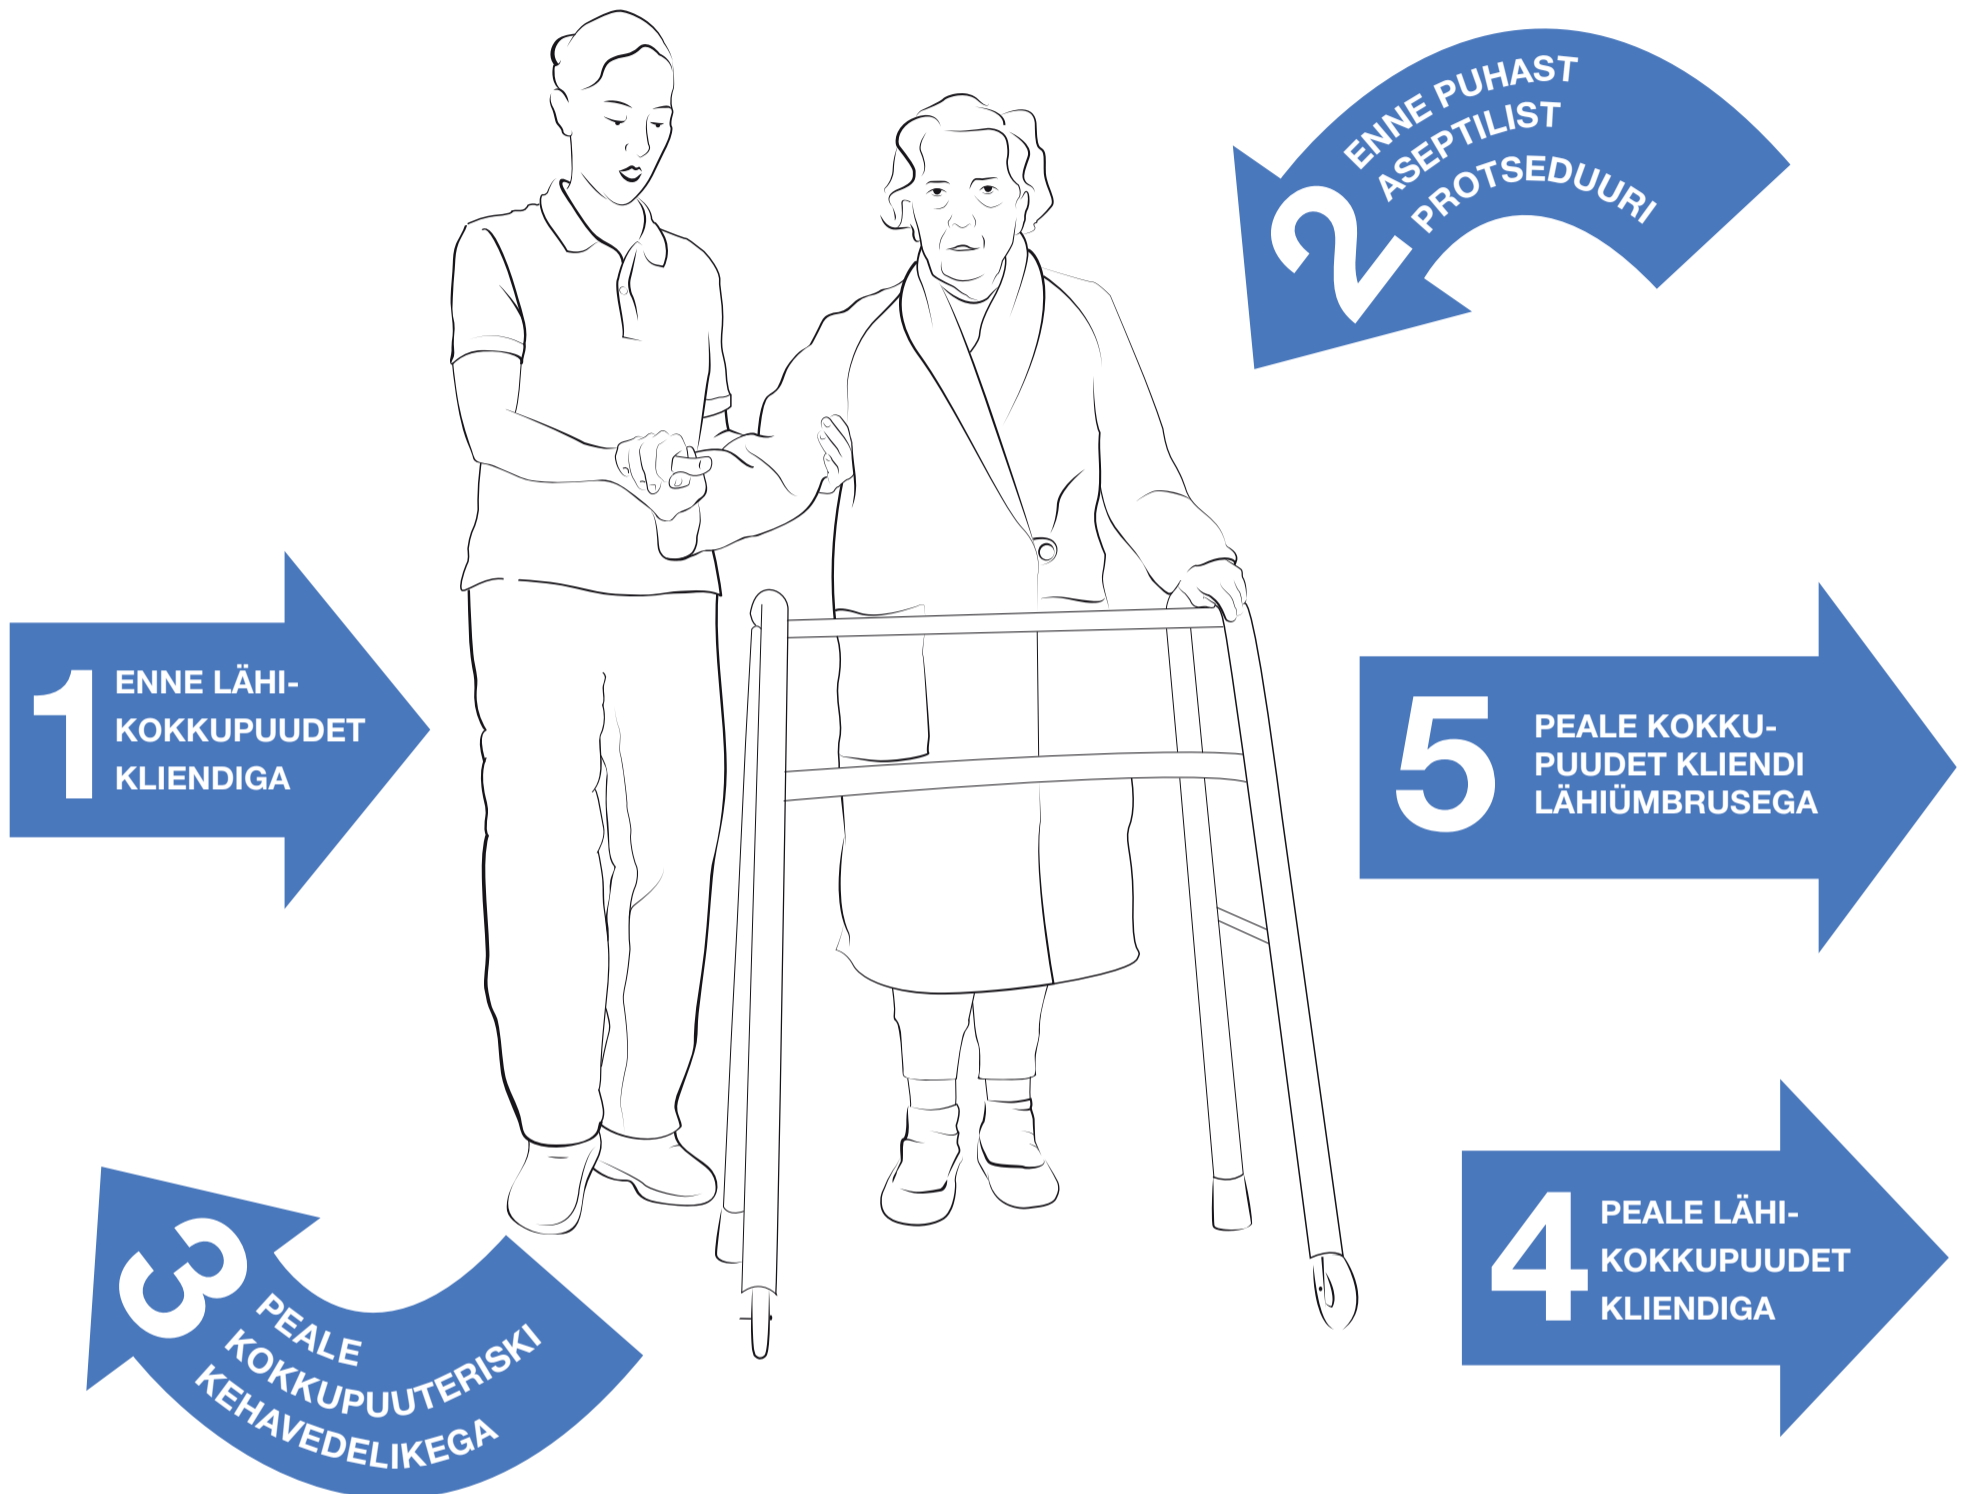 1
ENNE LÄHI-
KOKKUPUUDET
KLIENDIGA
2
ENNE PUHAST
ASEPTILIST
PROTSEDUURI
3
PEALE
KOKKUPUUTERISKI
KEHAVEDELIKEGA
4
PEALE LÄHI-
KOKKUPUUDET
KLIENDIGA
5
PEALE KOKKU-
PUUDET KLIENDI
LÄHIÜMBRUSEGA